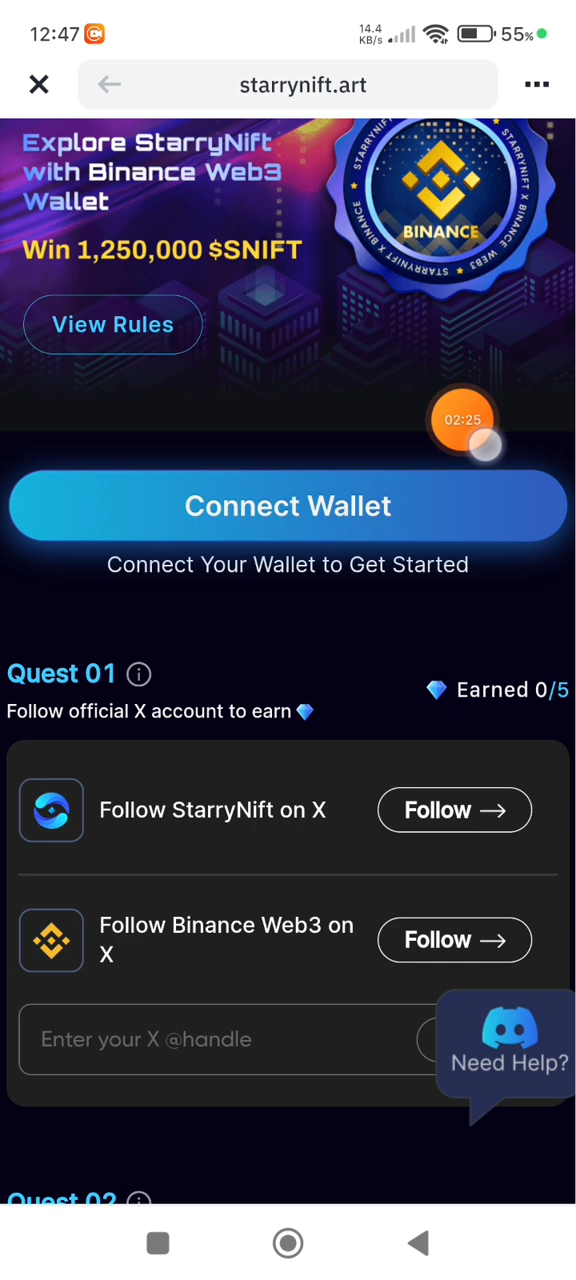 12:47
14.4
KB/s
55%
starrynift.art
Explore StarryNift
with Binance Web3
Wallet
Win 1,250,000 $SNIFT
View Rules
STARRYNIFT X BINANCE WEB3
BINANCE
02:25
Connect Wallet
Connect Your Wallet to Get Started
Quest 01
Earned 0/5
Follow official X account to earn
Follow StarryNift on X
Follow →
Follow Binance Web3 on
X
Follow →
Enter your X @handle
Need Help?
Quest 02